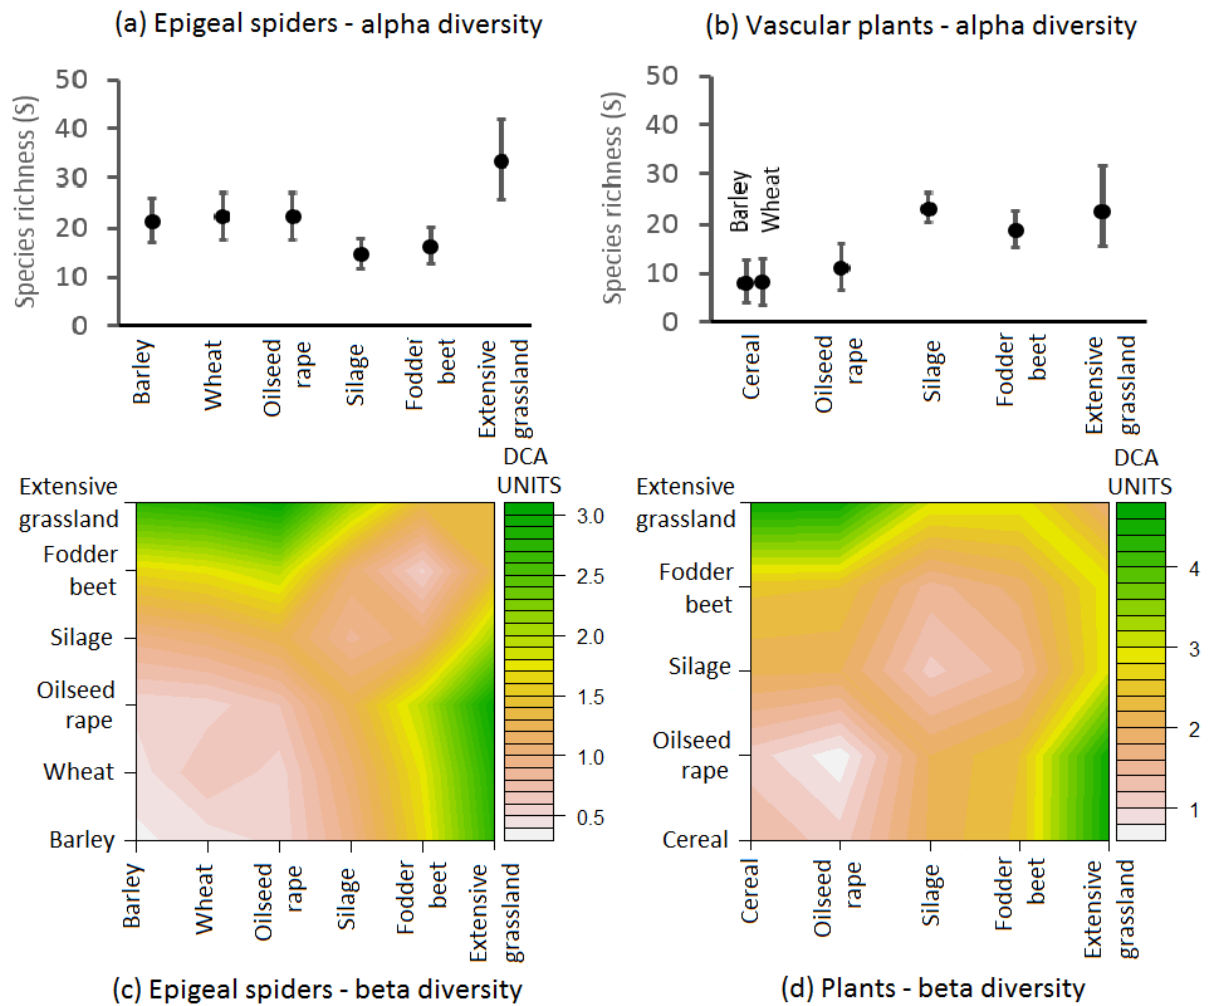 (a) Epigeal spiders - alpha diversity
Species richness (S)
50
40
30
20
10
0
Barley
Wheat
Oilseed
rape
Silage
Fodder
beet
Extensive
grassland
(b) Vascular plants - alpha diversity
Species richness (S)
50
40
30
20
10
0
Barley
Wheat
Cereal
Oilseed
rape
Silage
Fodder
beet
Extensive
grassland
DCA
UNITS
3.0
2.5
2.0
1.5
1.0
0.5
Extensive
grassland
Fodder
beet
Silage
Oilseed
rape
Wheat
Barley
Barley
Wheat
Oilseed
rape
Silage
Fodder
beet
Extensive
grassland
(c) Epigeal spiders - beta diversity
DCA
UNITS
4
3
2
1
Extensive
grassland
Fodder
beet
Silage
Oilseed
rape
Cereal
Cereal
Oilseed
rape
Silage
Fodder
beet
Extensive
grassland
(d) Plants - beta diversity